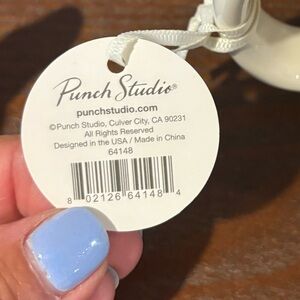 Punch Studio®
punchstudio.com
©Punch Studio, Culver City, CA 90231
All Rights Reserved
Designed in the USA / Made in China
64148
8 02126 64148 4